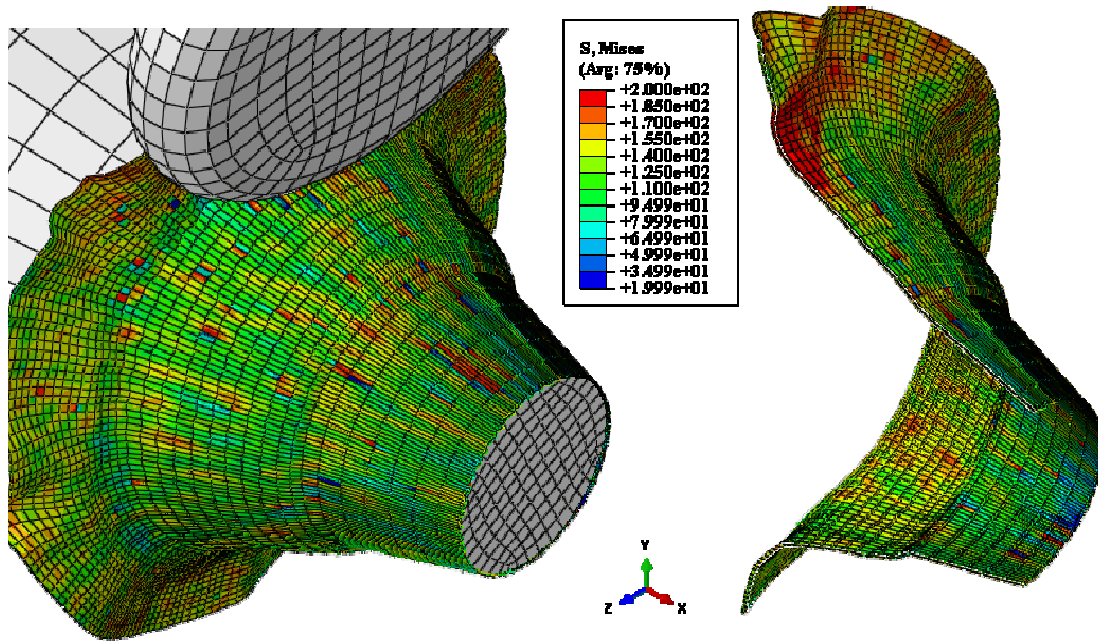 S, Mises
(Avg: 75%)
+2.000e+02
+1.850e+02
+1.700e+02
+1.550e+02
+1.400e+02
+1.250e+02
+1.100e+02
+9.499e+01
+7.999e+01
+6.499e+01
+4.999e+01
+3.499e+01
+1.999e+01
Y
Z
X